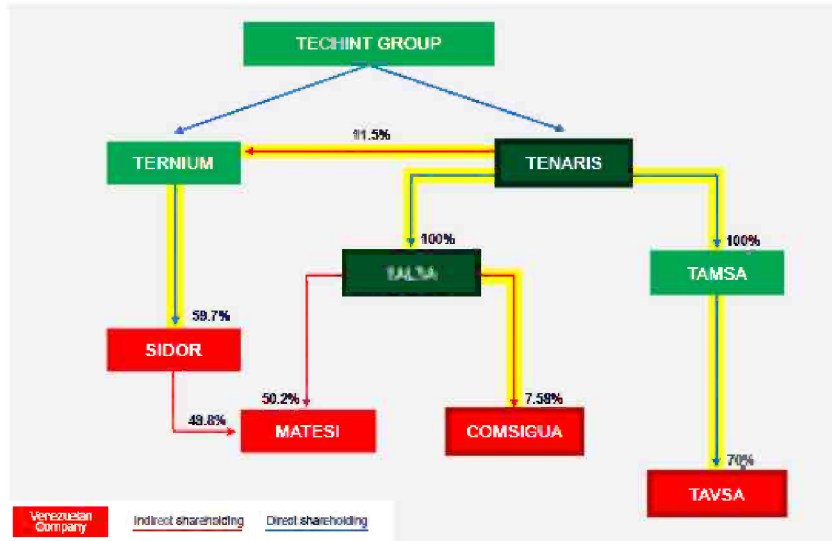 TECHINT GROUP
11.5%
TERNIUM
TENARIS
100%
100%
TALTA
TAMSA
59.7%
SIDOR
50.2%
7.58%
49.8%
MATESI
COMSIGUA
70%
TAVSA
Venezuelan
Company
Indirect shareholding
Direct shareholding